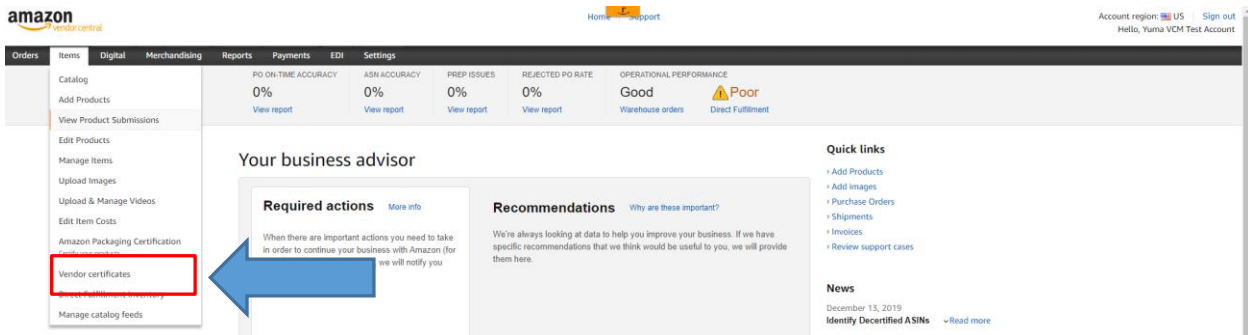 amazon
vendor central
Home Support
Account region: US Sign out
Hello, Yuma VCM Test Account
Orders Items Digital Merchandising Reports Payments EDI Settings
Catalog
Add Products
View Product Submissions
Edit Products
Manage Items
Upload Images
Upload & Manage Videos
Edit Item Costs
Amazon Packaging Certification
Certify your products
Vendor certificates
Direct Fulfillment Inventory
Manage catalog feeds
PO ON-TIME ACCURACY
0%
View report
ASN ACCURACY
0%
View report
PREP ISSUES
0%
View report
REJECTED PO RATE
0%
View report
OPERATIONAL PERFORMANCE
Good
Warehouse orders
Poor
Direct Fulfillment
Your business advisor
Required actions More info
When there are important actions you need to take
in order to continue your business with Amazon (for
we will notify you
Recommendations Why are these important?
We're always looking at data to help you improve your business. If we have
specific recommendations that we think would be useful to you, we will provide
them here.
Quick links
› Add Products
› Add images
› Purchase Orders
› Shipments
› Invoices
› Review support cases
News
December 13, 2019
Identify Decertified ASINs Read more